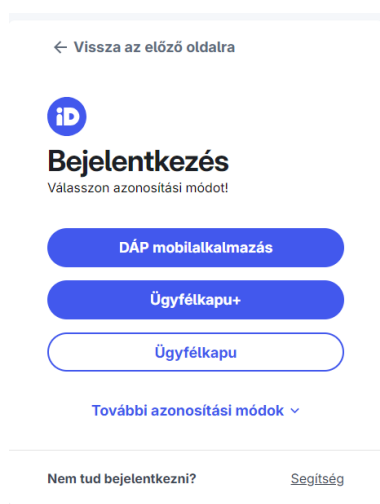 ← Vissza az előző oldalra
iD
Bejelentkezés
Válasszon azonosítási módot!
DÁP mobilalkalmazás
Ügyfélkapu+
Ügyfélkapu
További azonosítási módok
Nem tud bejelentkezni? Segítség